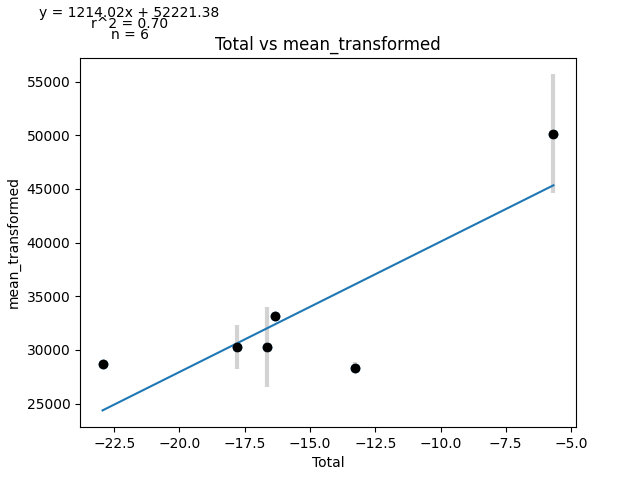 y = 1214.02x + 52221.38
r^2 = 0.70
n = 6
Total vs mean_transformed
55000
50000
45000
40000
35000
30000
25000
mean_transformed
−22.5 −20.0 −17.5 −15.0 −12.5 −10.0 −7.5 −5.0
Total